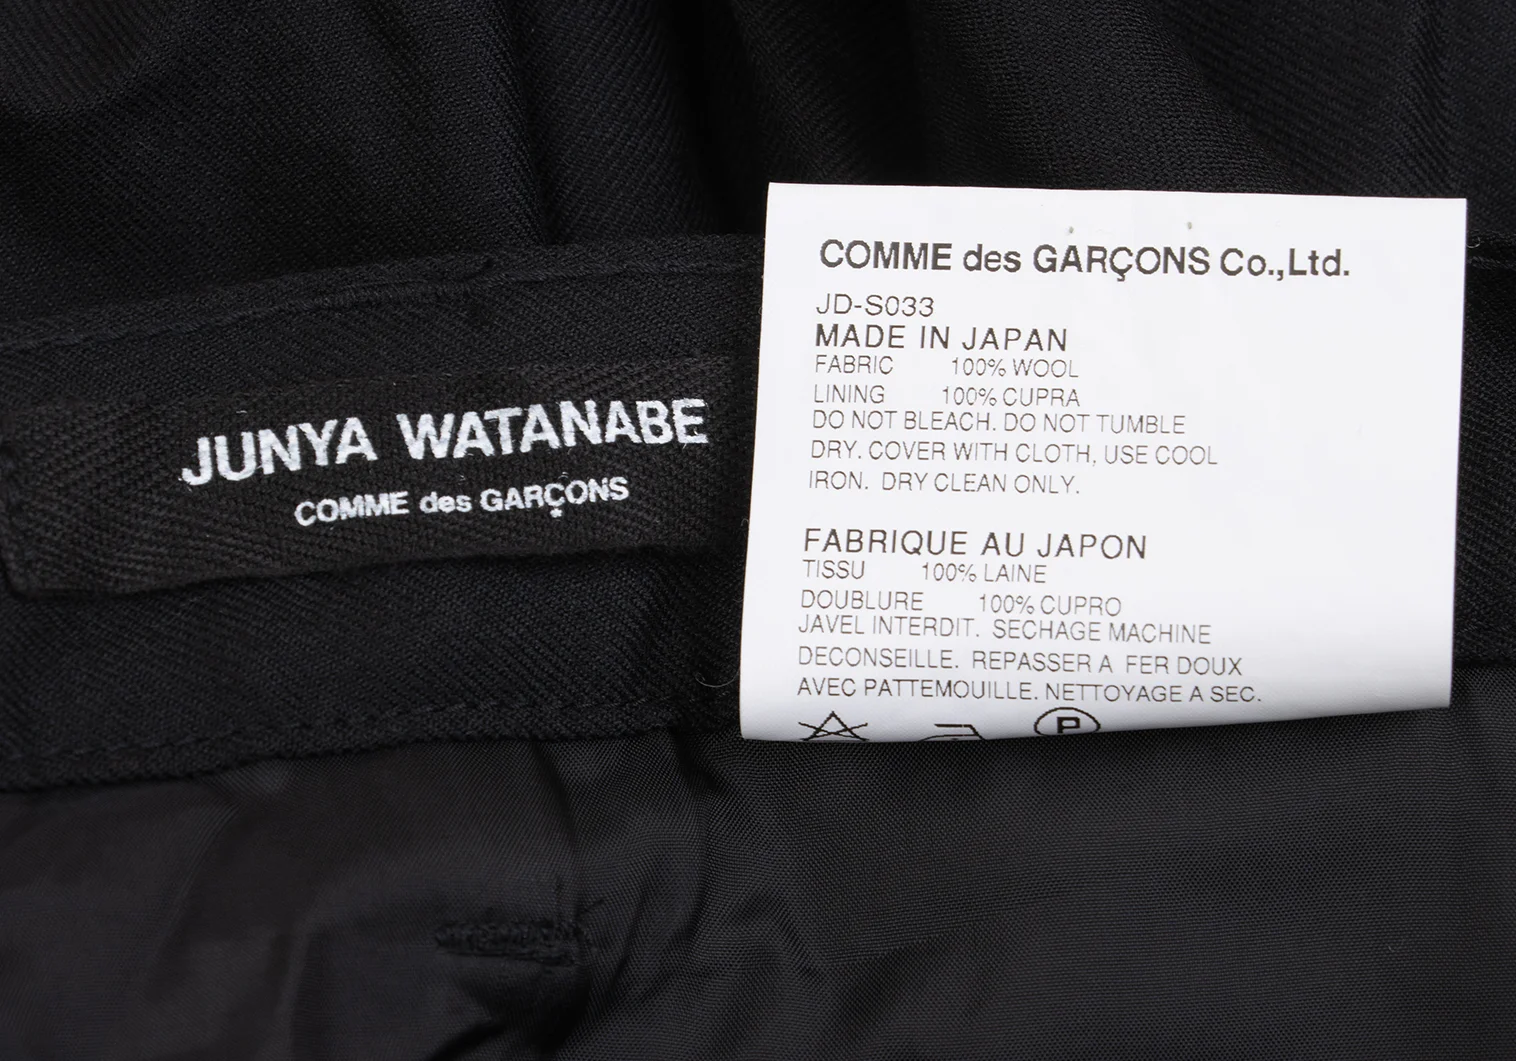 JUNYA WATANABE
COMME des GARÇONS
COMME des GARÇONS Co.,Ltd.
JD-S033
MADE IN JAPAN
FABRIC 100% WOOL
LINING 100% CUPRA
DO NOT BLEACH. DO NOT TUMBLE
DRY. COVER WITH CLOTH, USE COOL
IRON. DRY CLEAN ONLY.
FABRIQUE AU JAPON
TISSU 100% LAINE
DOUBLURE 100% CUPRO
JAVEL INTERDIT. SECHAGE MACHINE
DECONSEILLE. REPASSER A FER DOUX
AVEC PATTEMOUILLE. NETTOYAGE A SEC.
P